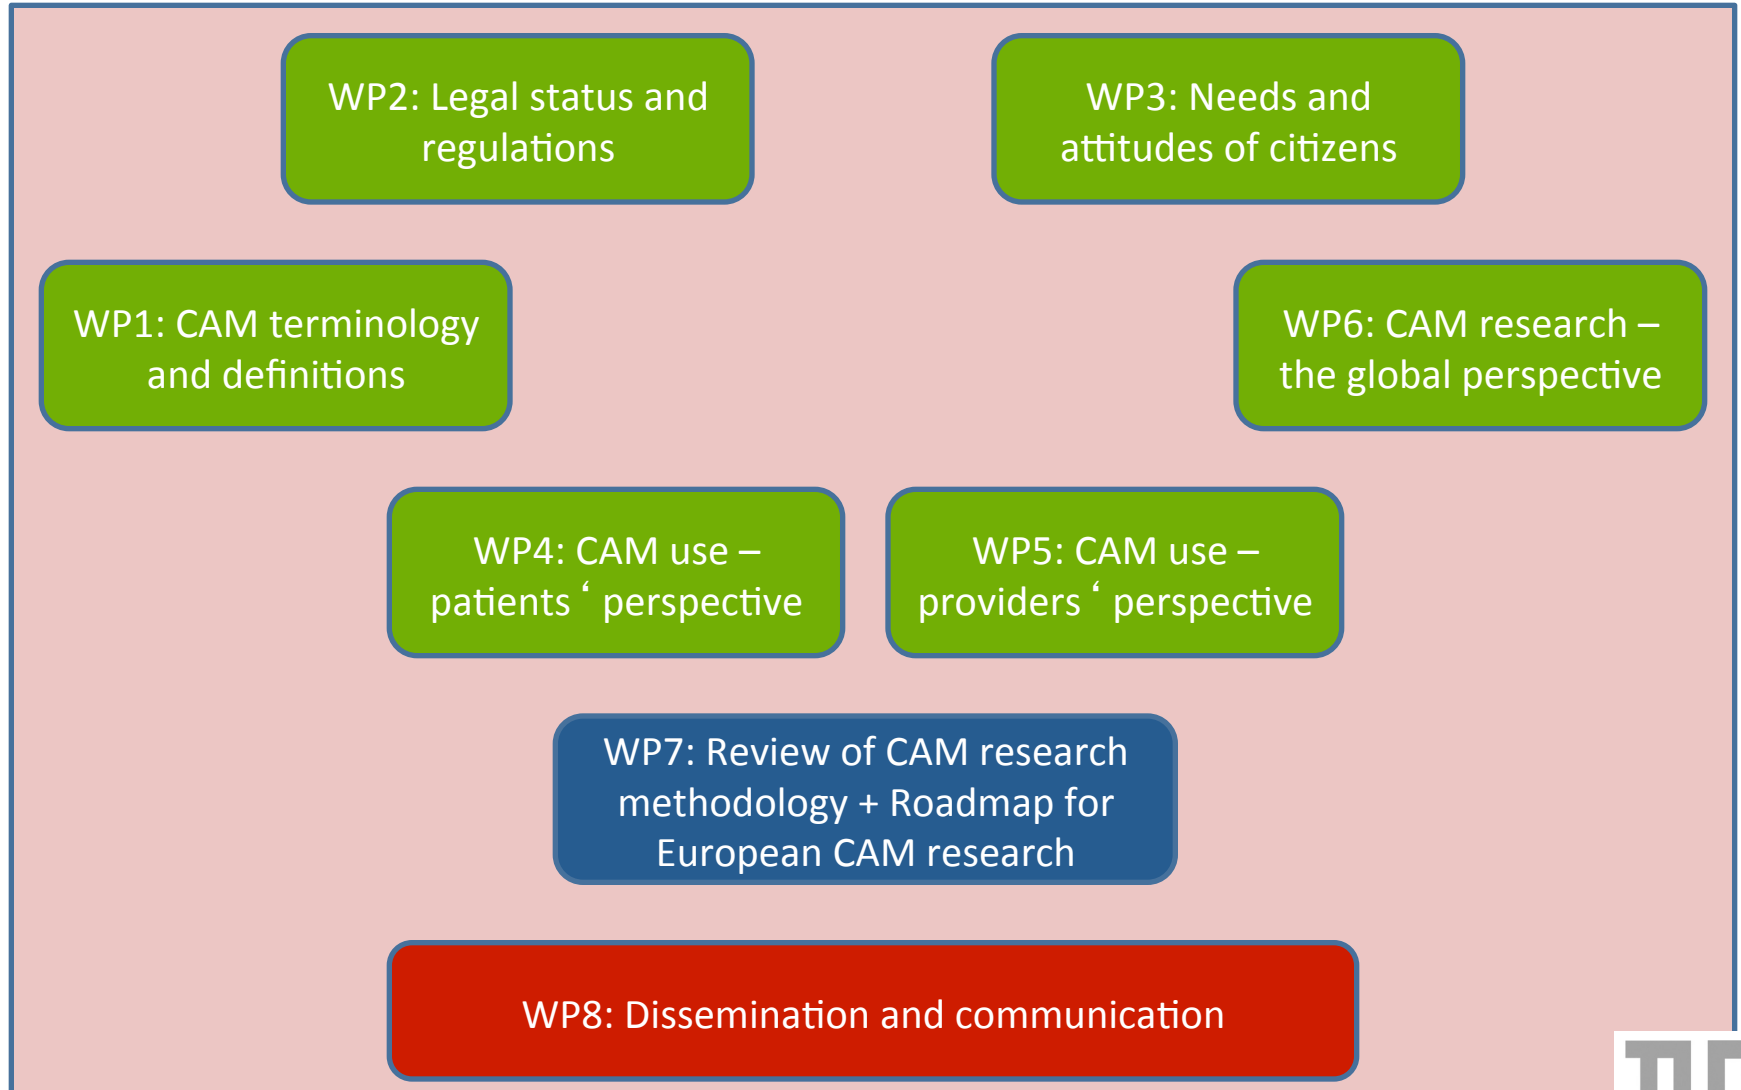 WP2: Legal status and
regulations
WP3: Needs and
attitudes of citizens
WP1: CAM terminology
and definitions
WP6: CAM research –
the global perspective
WP4: CAM use –
patients ‘ perspective
WP5: CAM use –
providers ‘ perspective
WP7: Review of CAM research
methodology + Roadmap for
European CAM research
WP8: Dissemination and communication